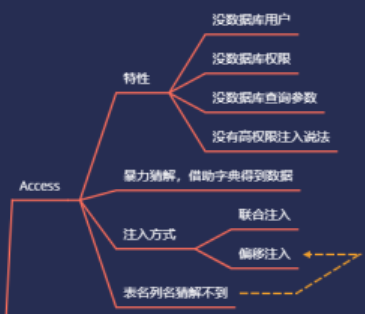 没数据库用户
没数据库权限
特性
没数据库查询参数
没有高权限注入说法
Access
暴力猜解，借助字典得到数据
联合注入
注入方式
偏移注入
表名列名猜解不到